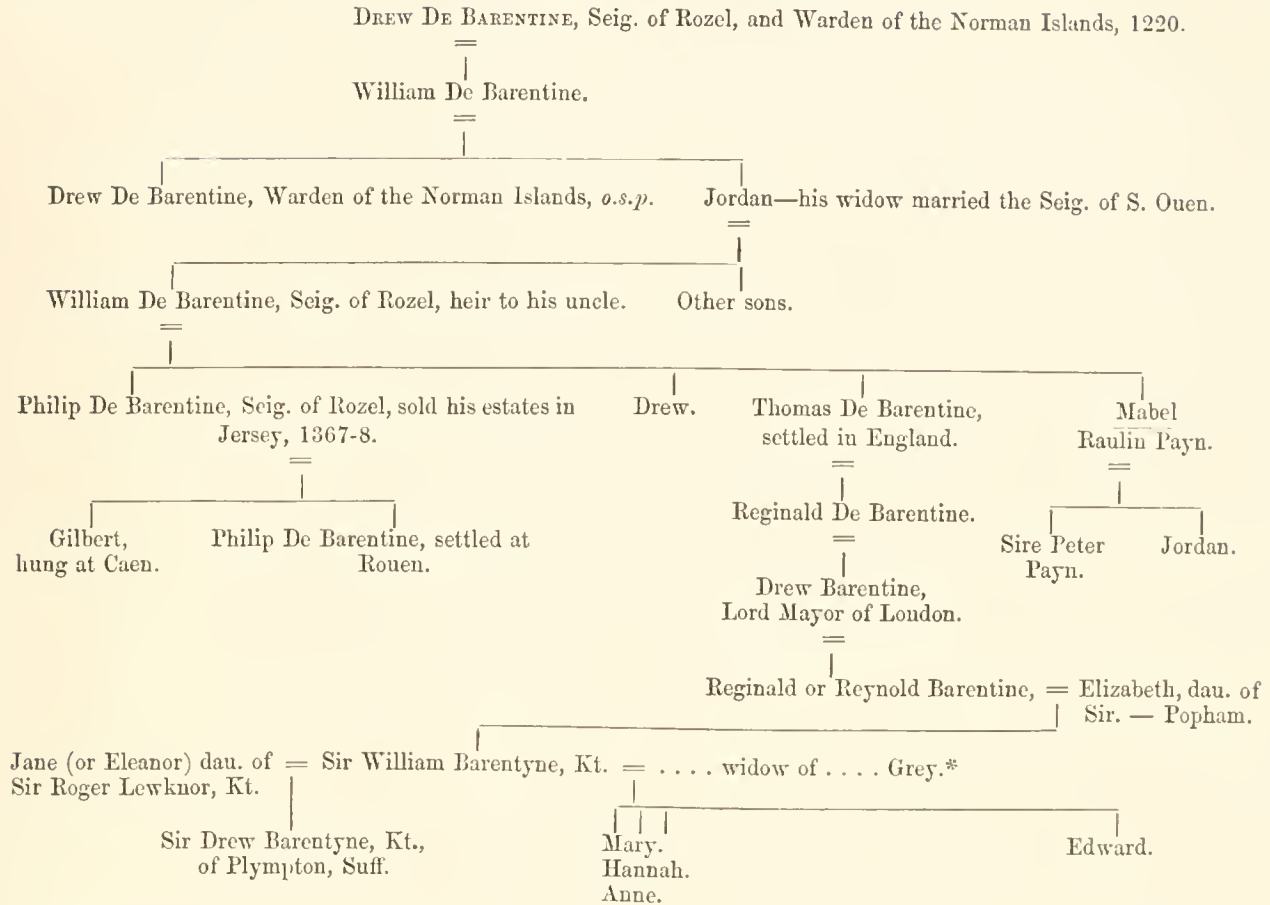 DREW DE BARENTINE, Seig. of Rozel, and Warden of the Norman Islands, 1220.
=
William De Barentine.
=
Drew De Barentine, Warden of the Norman Islands, o.s.p. Jordan—his widow married the Seig. of S. Ouen.
=
William De Barentine, Seig. of Rozel, heir to his uncle. Other sons.
=
Philip De Barentine, Seig. of Rozel, sold his estates in Drew. Thomas De Barentine, Mabel
Jersey, 1367-8. settled in England. Raulin Payn.
= = =
Gilbert, Philip De Barentine, settled at Reginald De Barentine. Sire Peter Jordan.
hung at Caen. Rouen. = Payn.
Drew Barentine,
Lord Mayor of London.
=
Reginald or Reynold Barentine, = Elizabeth, dau. of
Sir. — Popham.
Jane (or Eleanor) dau. of = Sir William Barentyne, Kt. = . . . . widow of . . . . Grey.*
Sir Roger Lewknor, Kt.
Sir Drew Barentyne, Kt., Mary. Edward.
of Plympton, Suff. Hannah.
Anne.